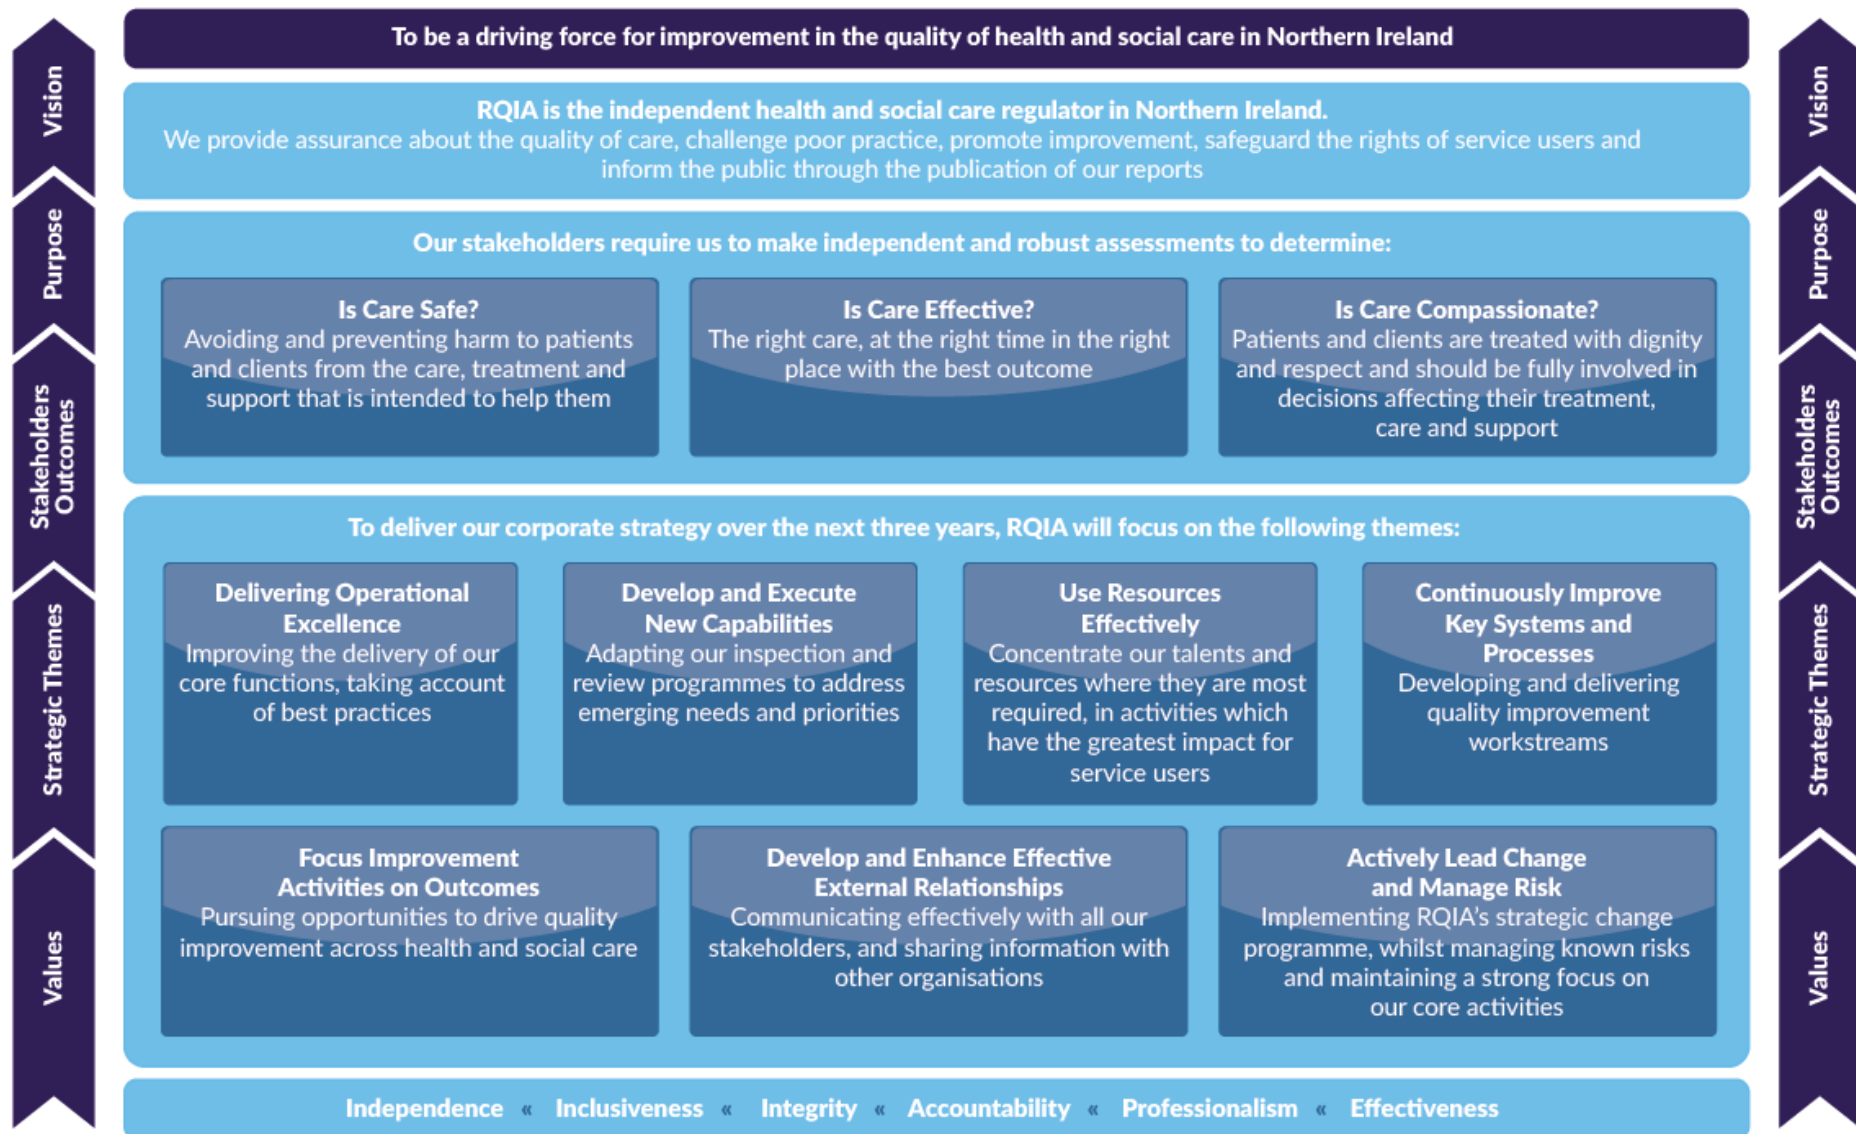 To be a driving force for improvement in the quality of health and social care in Northern Ireland
RQIA is the independent health and social care regulator in Northern Ireland.
We provide assurance about the quality of care, challenge poor practice, promote improvement, safeguard the rights of service users and
inform the public through the publication of our reports
Our stakeholders require us to make independent and robust assessments to determine:
Is Care Safe?
Avoiding and preventing harm to patients
and clients from the care, treatment and
support that is intended to help them
Is Care Effective?
The right care, at the right time in the right
place with the best outcome
Is Care Compassionate?
Patients and clients are treated with dignity
and respect and should be fully involved in
decisions affecting their treatment,
care and support
To deliver our corporate strategy over the next three years, RQIA will focus on the following themes:
Delivering Operational
Excellence
Improving the delivery of our
core functions, taking account
of best practices
Develop and Execute
New Capabilities
Adapting our inspection and
review programmes to address
emerging needs and priorities
Use Resources
Effectively
Concentrate our talents and
resources where they are most
required, in activities which
have the greatest impact for
service users
Continuously Improve
Key Systems and
Processes
Developing and delivering
quality improvement
workstreams
Focus Improvement
Activities on Outcomes
Pursuing opportunities to drive quality
improvement across health and social care
Develop and Enhance Effective
External Relationships
Communicating effectively with all our
stakeholders, and sharing information with
other organisations
Actively Lead Change
and Manage Risk
Implementing RQIA's strategic change
programme, whilst managing known risks
and maintaining a strong focus on
our core activities
Independence « Inclusiveness « Integrity « Accountability « Professionalism « Effectiveness
Vision
Purpose
Stakeholders
Outcomes
Strategic Themes
Values
Vision
Purpose
Stakeholders
Outcomes
Strategic Themes
Values